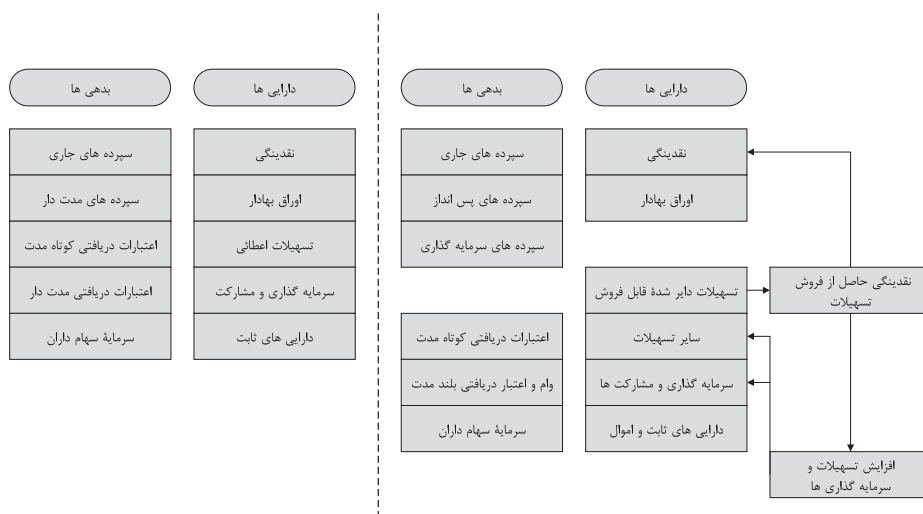 دارایی ها
نقدینگی
اوراق بهادار
تسهیلات دایر شدهٔ قابل فروش
سایر تسهیلات
سرمایه گذاری و مشارکت ها
دارایی های ثابت و اموال
نقدینگی حاصل از فروش
تسهیلات
افزایش تسهیلات و
سرمایه گذاری ها
بدهی ها
سپرده های جاری
سپرده های پس انداز
سپرده های سرمایه گذاری
اعتبارات دریافتی کوتاه مدت
وام و اعتبار دریافتی بلند مدت
سرمایهٔ سهام داران
دارایی ها
نقدینگی
اوراق بهادار
تسهیلات اعطائی
سرمایه گذاری و مشارکت
دارایی های ثابت
بدهی ها
سپرده های جاری
سپرده های مدت دار
اعتبارات دریافتی کوتاه مدت
اعتبارات دریافتی مدت دار
سرمایهٔ سهام داران